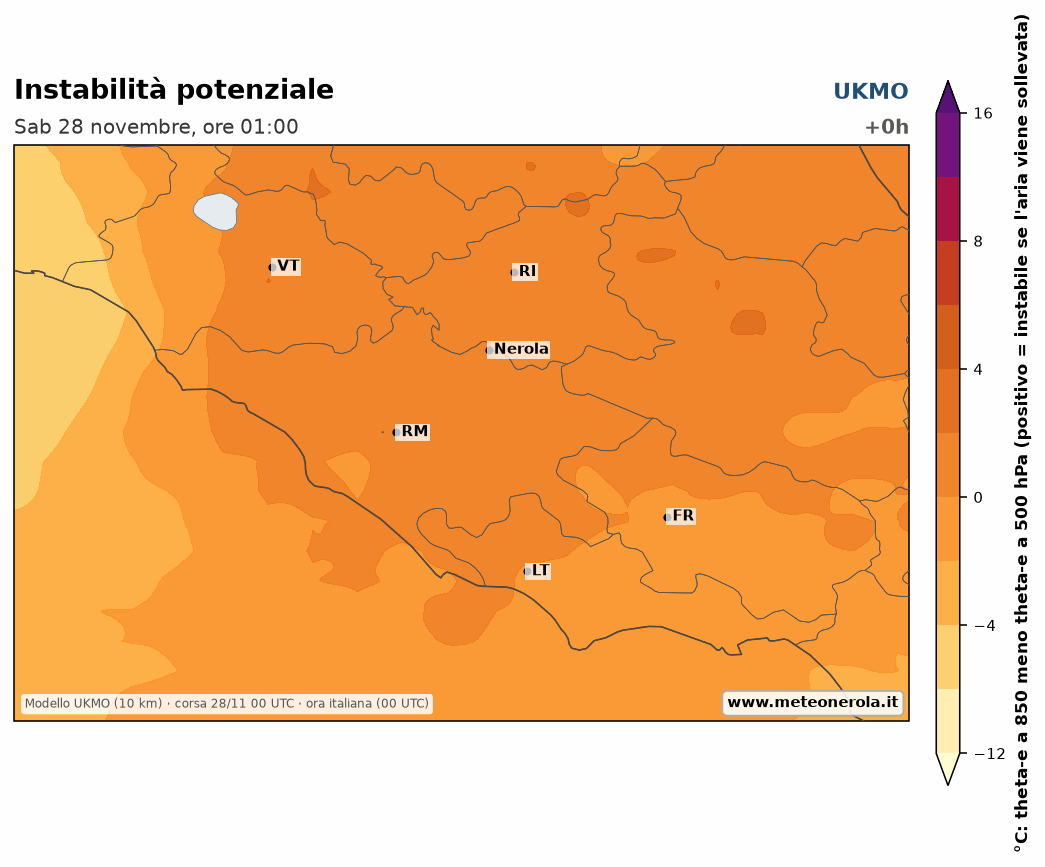 Instabilità potenziale
UKMO
Sab 28 novembre, ore 01:00
+0h
VT
RI
Nerola
RM
FR
LT
Modello UKMO (10 km) · corsa 28/11 00 UTC · ora italiana (00 UTC)
www.meteonerola.it
16
8
4
0
−4
−12
°C: theta-e a 850 meno theta-e a 500 hPa (positivo = instabile se l'aria viene sollevata)